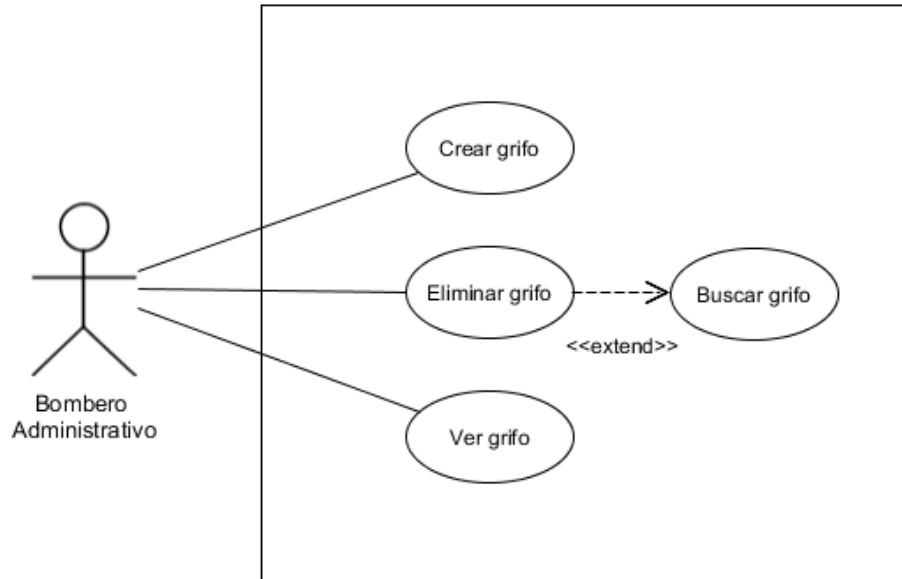 Crear grifo
Eliminar grifo
Buscar grifo
<<extend>>
Bombero
Administrativo
Ver grifo